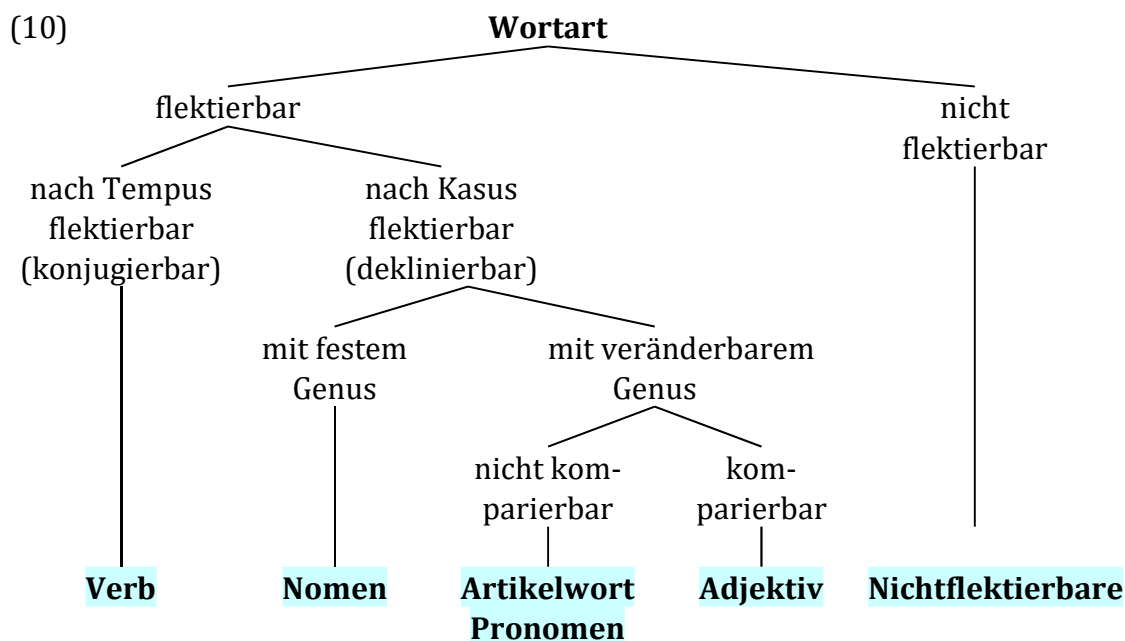 (10)
Wortart
flektierbar
nicht
flektierbar
nach Tempus
flektierbar
(konjugierbar)
nach Kasus
flektierbar
(deklinierbar)
mit festem
Genus
mit veränderbarem
Genus
nicht kom-
parierbar
kom-
parierbar
Verb
Nomen
Artikelwort
Pronomen
Adjektiv
Nichtflektierbare